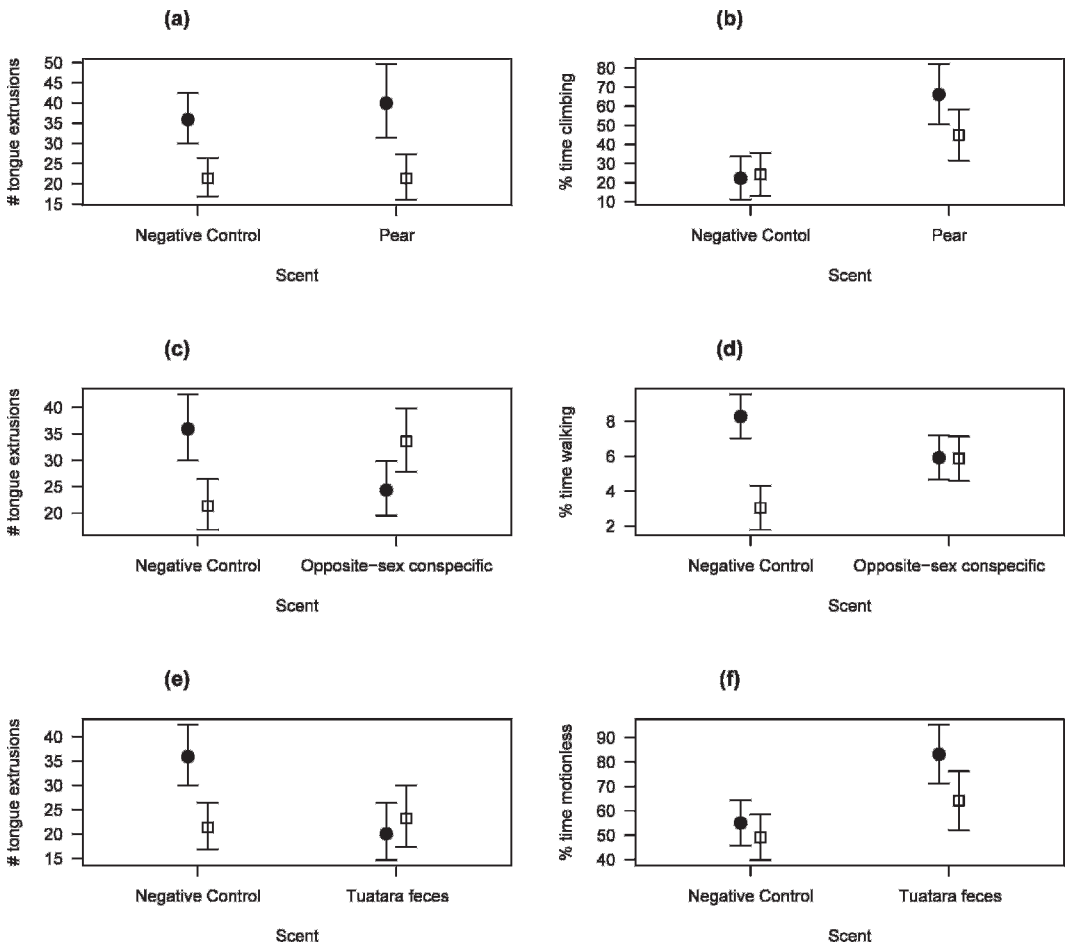 (a)
# tongue extrusions
50
45
40
35
30
25
20
15
Negative Control Pear
Scent
(b)
% time climbing
80
70
60
50
40
30
20
10
Negative Contol Pear
Scent
(c)
# tongue extrusions
40
35
30
25
20
Negative Control Opposite-sex conspecific
Scent
(d)
% time walking
8
6
4
2
Negative Control Opposite-sex conspecific
Scent
(e)
# tongue extrusions
40
35
30
25
20
15
Negative Control Tuatara feces
Scent
(f)
% time motionless
90
80
70
60
50
40
Negative Control Tuatara feces
Scent